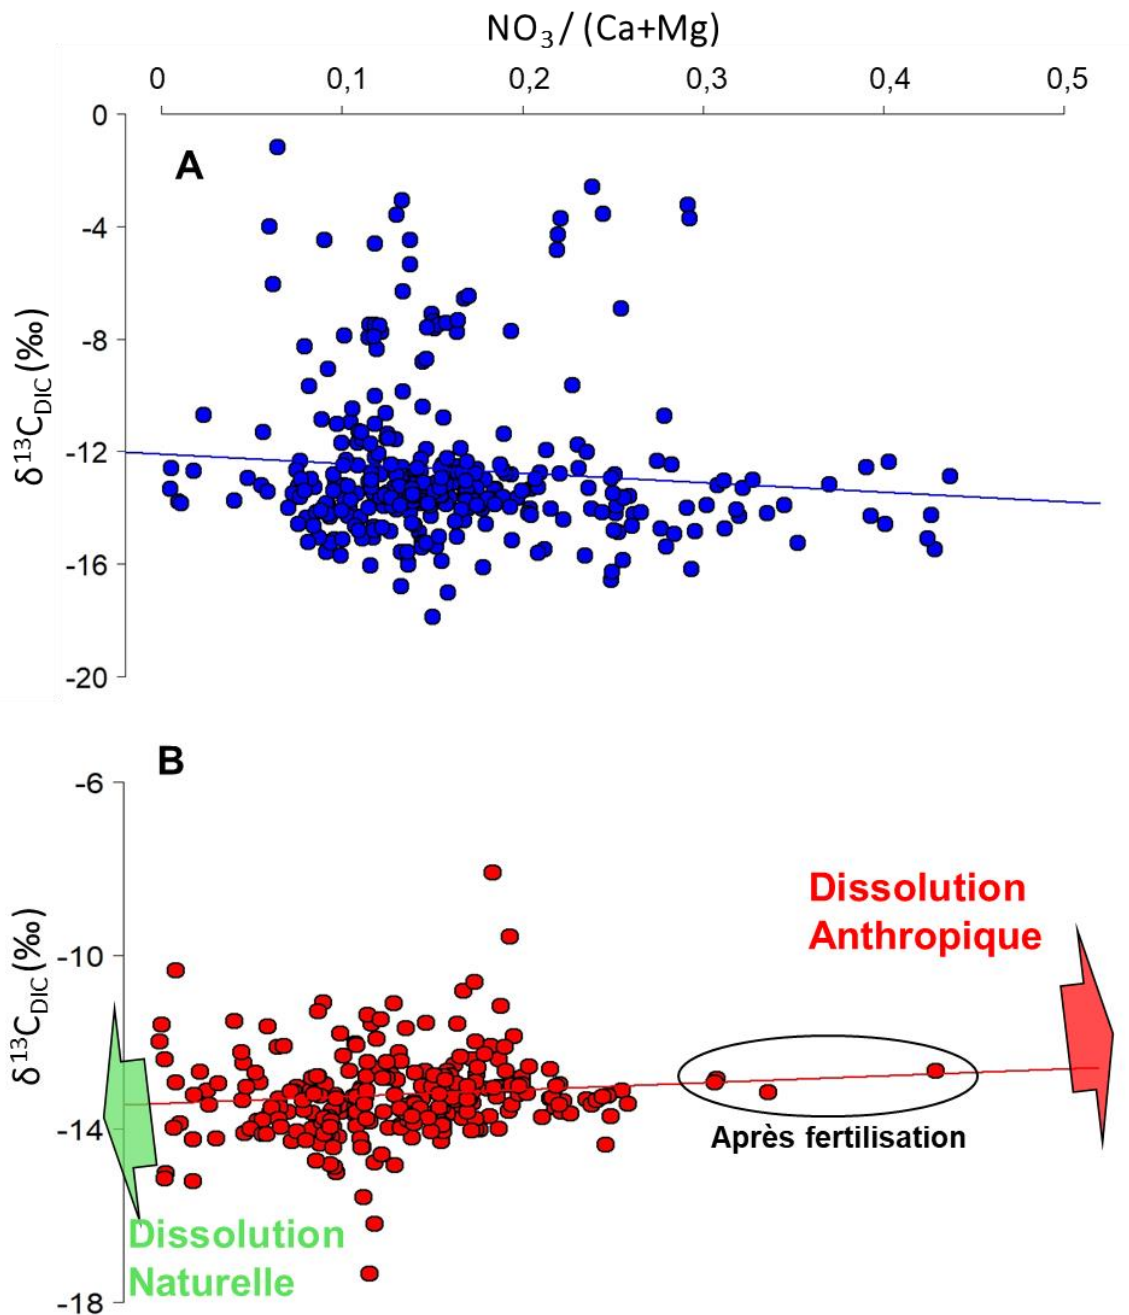 NO3 / (Ca+Mg)
0 0,1 0,2 0,3 0,4 0,5
0
A
-4
-8
δ13CDIC (‰)
-12
-16
-20
B
-6
Dissolution
Anthropique
-10
δ13CDIC (‰)
-14
Après fertilisation
Dissolution
Naturelle
-18